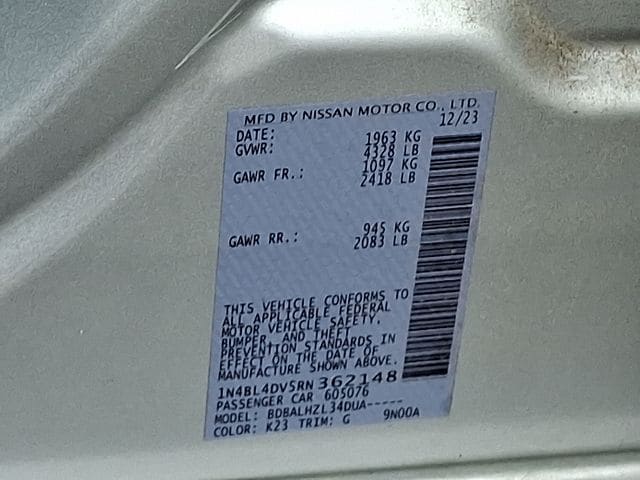 MFD BY NISSAN MOTOR CO., LTD.
DATE: 12/23
GVWR: 1963 KG
4328 LB
GAWR FR.: 1097 KG
2418 LB
GAWR RR.: 945 KG
2083 LB
THIS VEHICLE CONFORMS TO
ALL APPLICABLE FEDERAL
MOTOR VEHICLE SAFETY,
BUMPER, AND THEFT
PREVENTION STANDARDS IN
EFFECT ON THE DATE OF
MANUFACTURE SHOWN ABOVE.
1N4BL4DV5RN362148
PASSENGER CAR 605076
MODEL: BDBALHZL34DUA-----
COLOR: K23 TRIM: G 9N00A